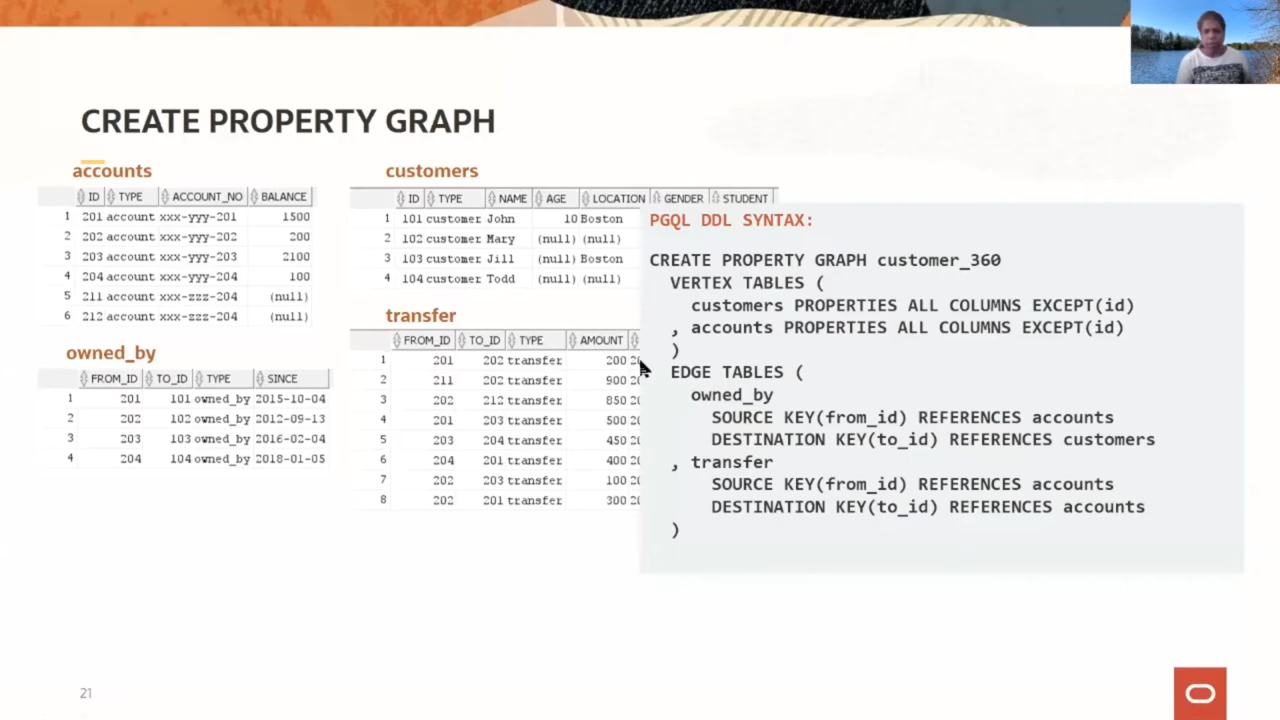 CREATE PROPERTY GRAPH
accounts
ID TYPE ACCOUNT_NO BALANCE
1 201 account xxx-yyy-201 1500
2 202 account xxx-yyy-202 200
3 203 account xxx-yyy-203 2100
4 204 account xxx-yyy-204 100
5 211 account xxx-zzz-204 (null)
6 212 account xxx-zzz-204 (null)
owned_by
FROM_ID TO_ID TYPE SINCE
1 201 101 owned_by 2015-10-04
2 202 102 owned_by 2012-09-13
3 203 103 owned_by 2016-02-04
4 204 104 owned_by 2018-01-05
customers
ID TYPE NAME AGE LOCATION GENDER STUDENT
1 101 customer John 10 Boston
2 102 customer Mary (null) (null)
3 103 customer Jill (null) Boston
4 104 customer Todd (null) (null)
transfer
FROM_ID TO_ID TYPE AMOUNT
1 201 202 transfer 200
2 211 202 transfer 900
3 202 212 transfer 850
4 201 203 transfer 500
5 203 204 transfer 450
6 204 201 transfer 400
7 202 203 transfer 100
8 202 201 transfer 300
PGQL DDL SYNTAX:
CREATE PROPERTY GRAPH customer_360
VERTEX TABLES (
customers PROPERTIES ALL COLUMNS EXCEPT(id)
, accounts PROPERTIES ALL COLUMNS EXCEPT(id)
)
EDGE TABLES (
owned_by
SOURCE KEY(from_id) REFERENCES accounts
DESTINATION KEY(to_id) REFERENCES customers
, transfer
SOURCE KEY(from_id) REFERENCES accounts
DESTINATION KEY(to_id) REFERENCES accounts
)
21